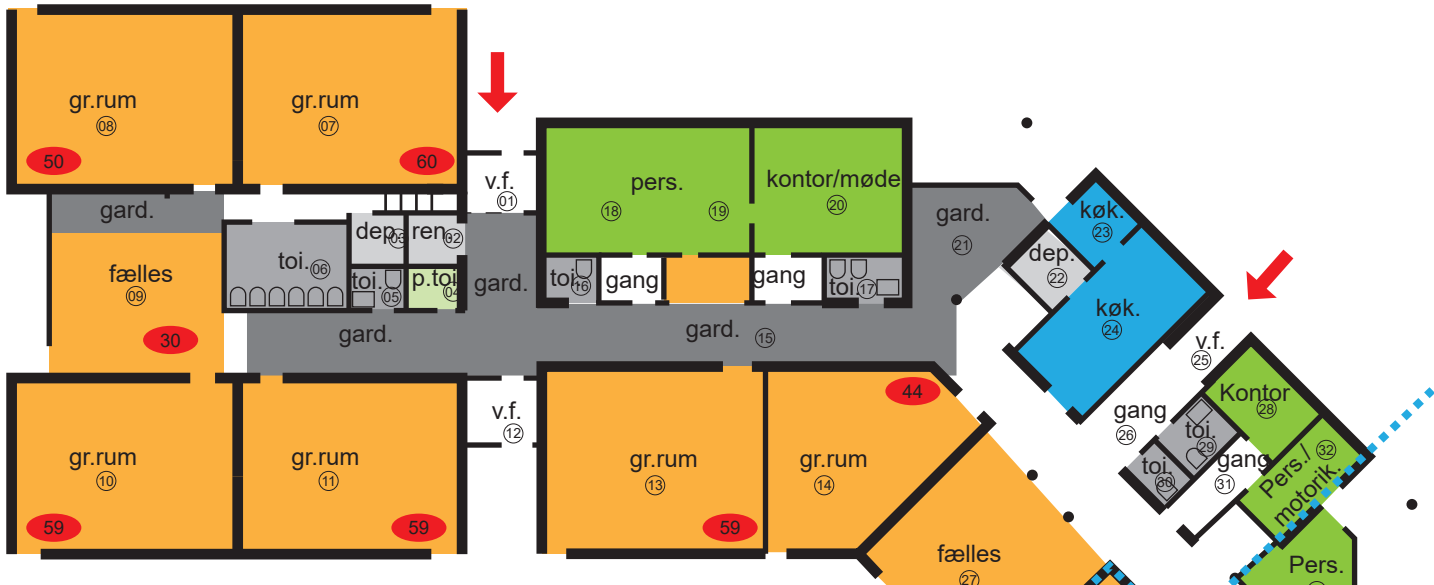 gr.rum
08
50
gr.rum
07
60
v.f.
01
pers.
18
19
kontor/møde
20
gard.
gard.
21
køk.
23
dep.
03
ren.
02
toi.
06
toi.
05
p.toi
04
gard.
toi.
16
gang
gang
toi.
17
dep.
22
køk.
24
fælles
09
30
gard.
gard.
15
v.f.
25
Kontor
28
gang
26
toi.
29
toi.
30
gang
31
Pers./
motorik.
32
44
v.f.
12
gr.rum
10
59
gr.rum
11
59
gr.rum
13
59
gr.rum
14
fælles
27
Pers.